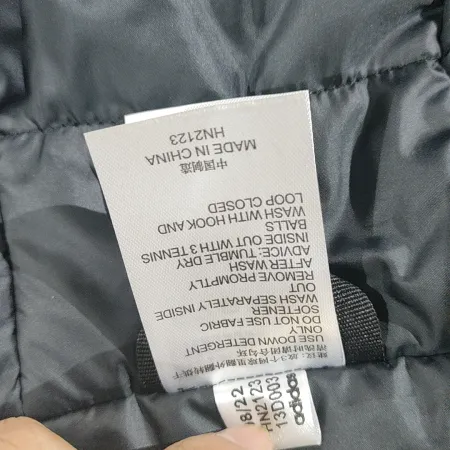 USE DOWN DETERGENT
ONLY
DO NOT USE FABRIC
SOFTENER
WASH SEPARATELY INSIDE
OUT
REMOVE PROMPTLY
AFTER WASH
ADVICE: TUMBLE DRY
INSIDE OUT WITH 3 TENNIS
BALLS
WASH WITH HOOK AND
LOOP CLOSED
中国制造
MADE IN CHINA
HN2123
adidas
13D003
HN2123